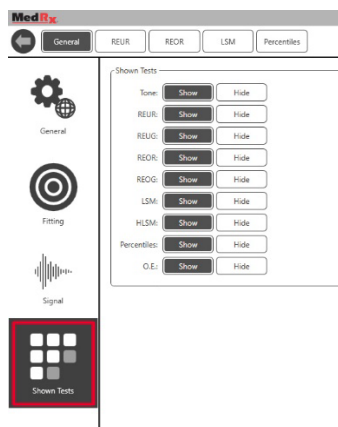 MedRx
General REUR REOR LSM Percentiles
Shown Tests
Tone: Show Hide
REUR: Show Hide
REUG: Show Hide
REOR: Show Hide
REOG: Show Hide
LSM: Show Hide
HLSM: Show Hide
Percentiles: Show Hide
O.E.: Show Hide
General
Fitting
Signal
Shown Tests